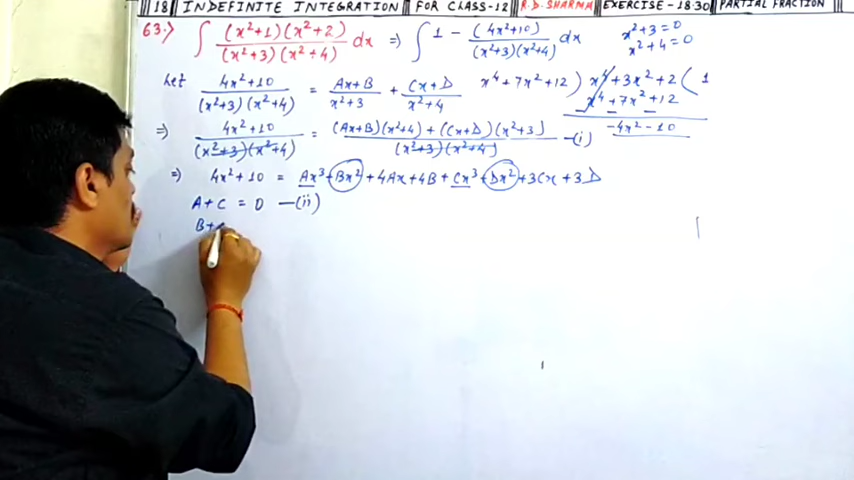 18 INDEFINITE INTEGRATION FOR CLASS-12 R.D. SHARMA EXERCISE-18.30 PARTIAL FRACTION
63.) ∫ (x²+1)(x²+2) / (x²+3)(x²+4) dx ⇒ ∫ 1 - (4x²+10) / (x²+3)(x²+4) dx
x²+3=0
x²+4=0
Let 4x²+10 / (x²+3)(x²+4) = Ax+B / x²+3 + Cx+D / x²+4
x⁴+7x²+12) x⁴+3x²+2 ( 1
x⁴+7x²+12
-4x²-10
⇒ 4x²+10 / (x²+3)(x²+4) = (Ax+B)(x²+4) + (Cx+D)(x²+3) / (x²+3)(x²+4) —(i)
⇒ 4x²+10 = Ax³+Bx²+4Ax+4B+Cx³+Dx²+3Cx+3D
A+C = 0 —(ii)
B+